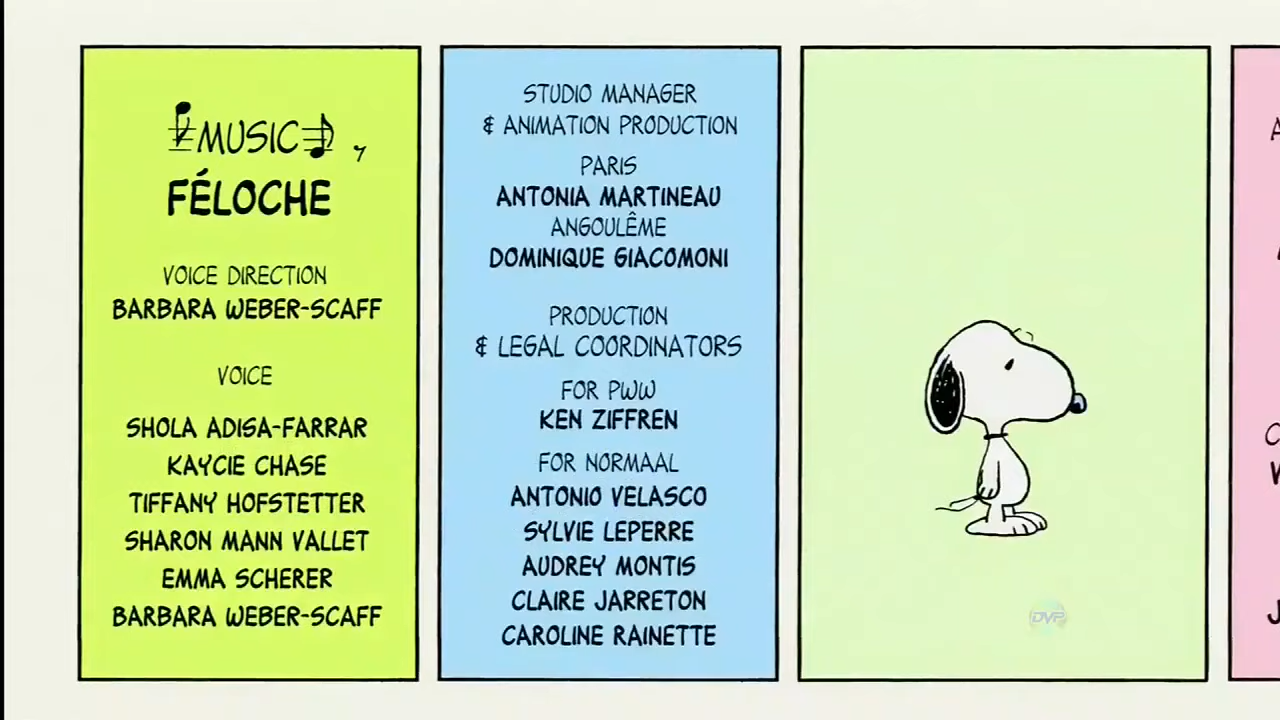 MUSIC
FÉLOCHE
VOICE DIRECTION
BARBARA WEBER-SCAFF
VOICE
SHOLA ADISA-FARRAR
KAYCIE CHASE
TIFFANY HOFSTETTER
SHARON MANN VALLET
EMMA SCHERER
BARBARA WEBER-SCAFF
STUDIO MANAGER
& ANIMATION PRODUCTION
PARIS
ANTONIA MARTINEAU
ANGOULÊME
DOMINIQUE GIACOMONI
PRODUCTION
& LEGAL COORDINATORS
FOR PWW
KEN ZIFFREN
FOR NORMAAL
ANTONIO VELASCO
SYLVIE LEPERRE
AUDREY MONTIS
CLAIRE JARRETON
CAROLINE RAINETTE
DVP